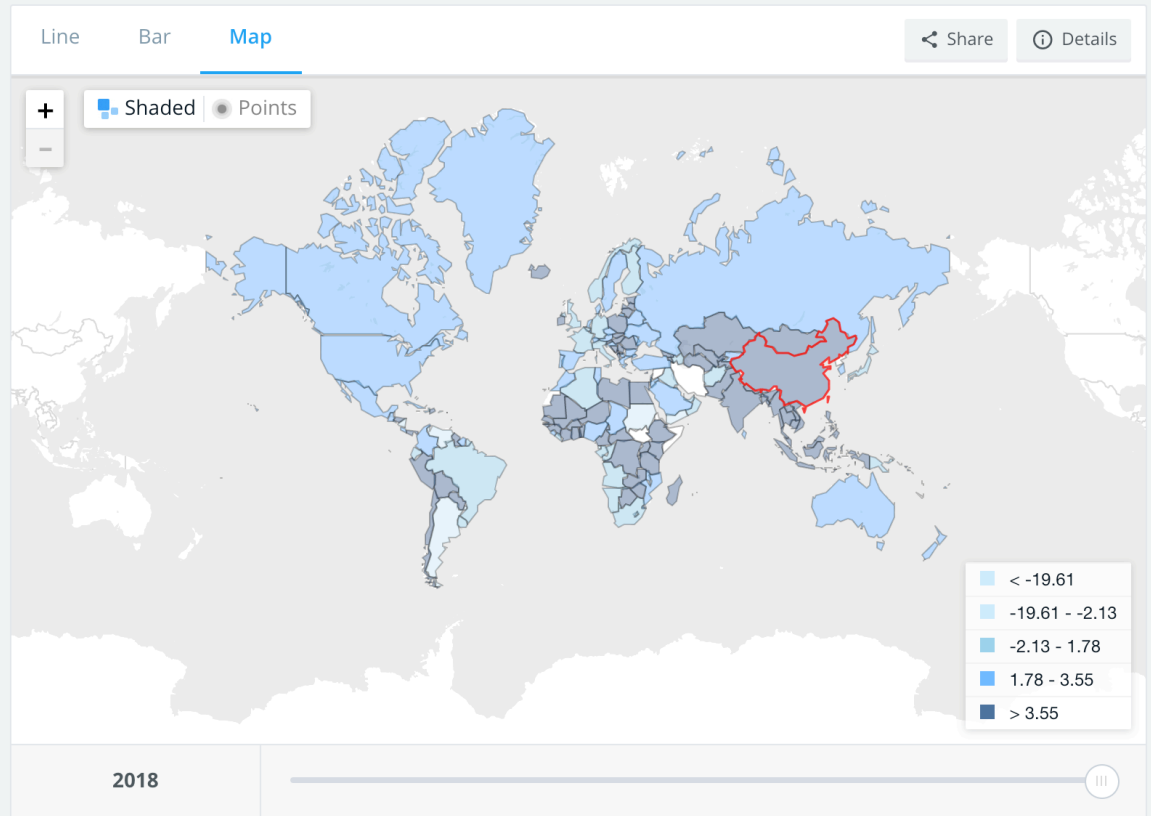 Line Bar Map Share Details
+ Shaded Points
−
< -19.61
-19.61 - -2.13
-2.13 - 1.78
1.78 - 3.55
> 3.55
2018